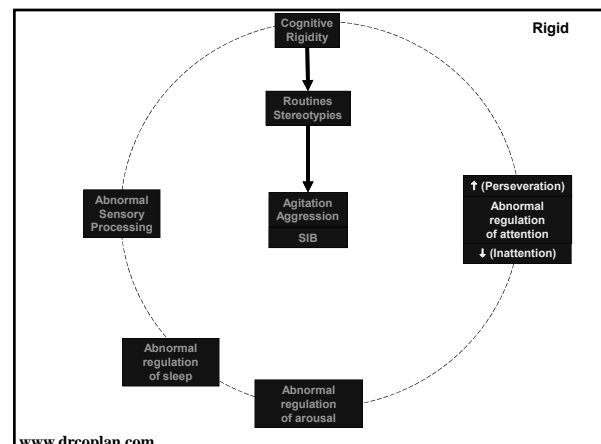 Cognitive
Rigidity
Rigid
Routines
Stereotypies
↑ (Perseveration)
Abnormal
regulation
of attention
↓ (Inattention)
Abnormal
Sensory
Processing
Agitation
Aggression
SIB
Abnormal
regulation
of sleep
Abnormal
regulation
of arousal
www.drcoplan.com